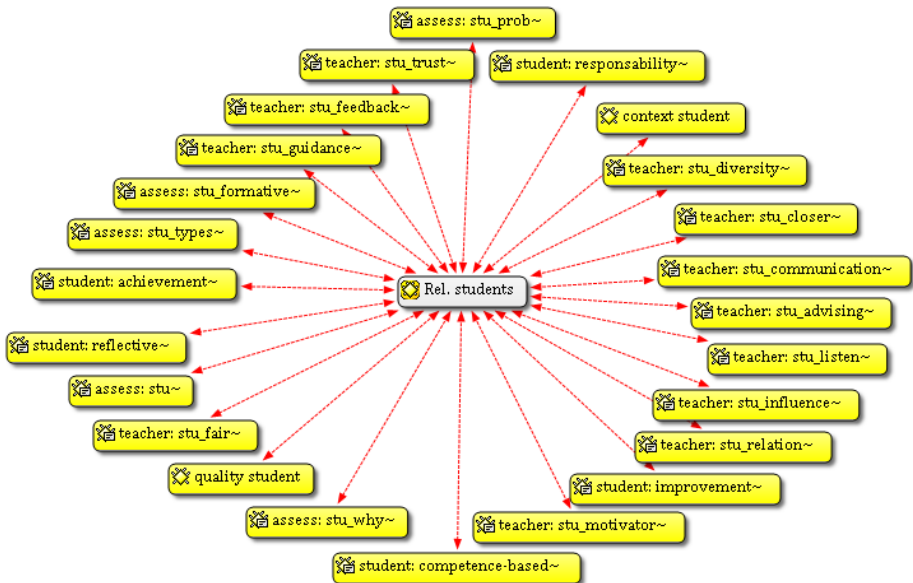 assess: stu_prob~
teacher: stu_trust~
student: responsability~
teacher: stu_feedback~
context student
teacher: stu_guidance~
teacher: stu_diversity~
assess: stu_formative~
teacher: stu_closer~
assess: stu_types~
teacher: stu_communication~
student: achievement~
Rel. students
teacher: stu_advising~
student: reflective~
teacher: stu_listen~
assess: stu~
teacher: stu_influence~
teacher: stu_fair~
teacher: stu_relation~
quality student
student: improvement~
assess: stu_why~
teacher: stu_motivator~
student: competence-based~